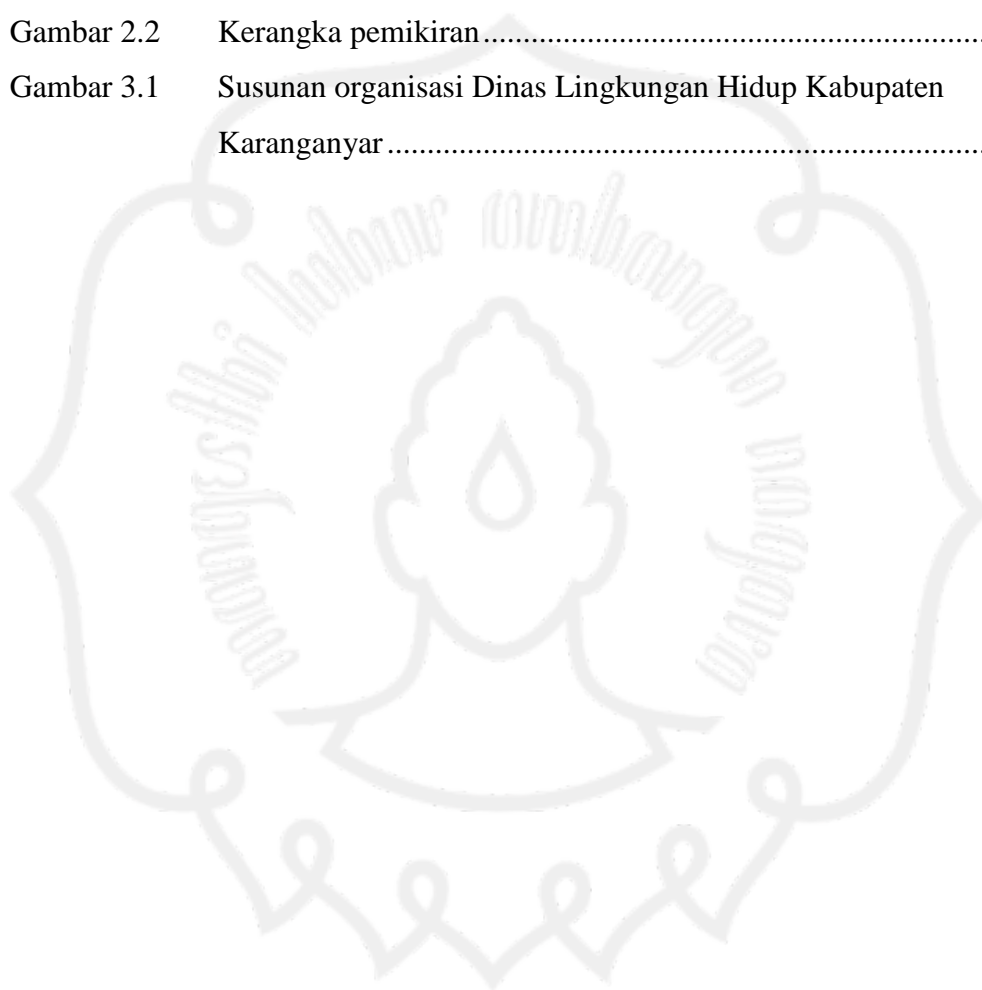 Gambar 2.2 Kerangka pemikiran............................................................
Gambar 3.1 Susunan organisasi Dinas Lingkungan Hidup Kabupaten
Karanganyar......................................................................